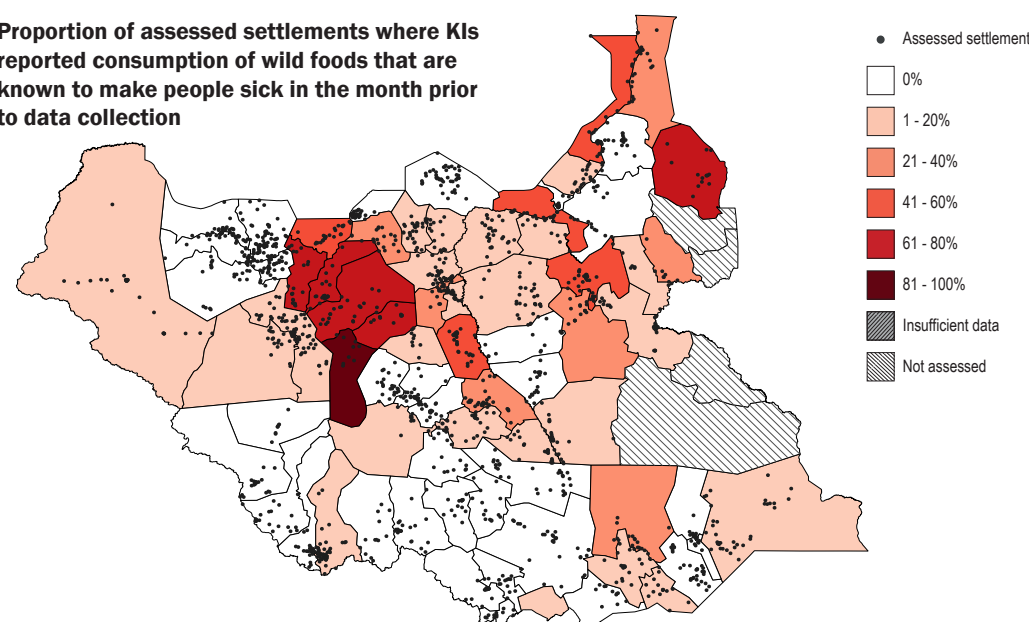 Proportion of assessed settlements where KIs
reported consumption of wild foods that are
known to make people sick in the month prior
to data collection
Assessed settlement
0%
1 - 20%
21 - 40%
41 - 60%
61 - 80%
81 - 100%
Insufficient data
Not assessed